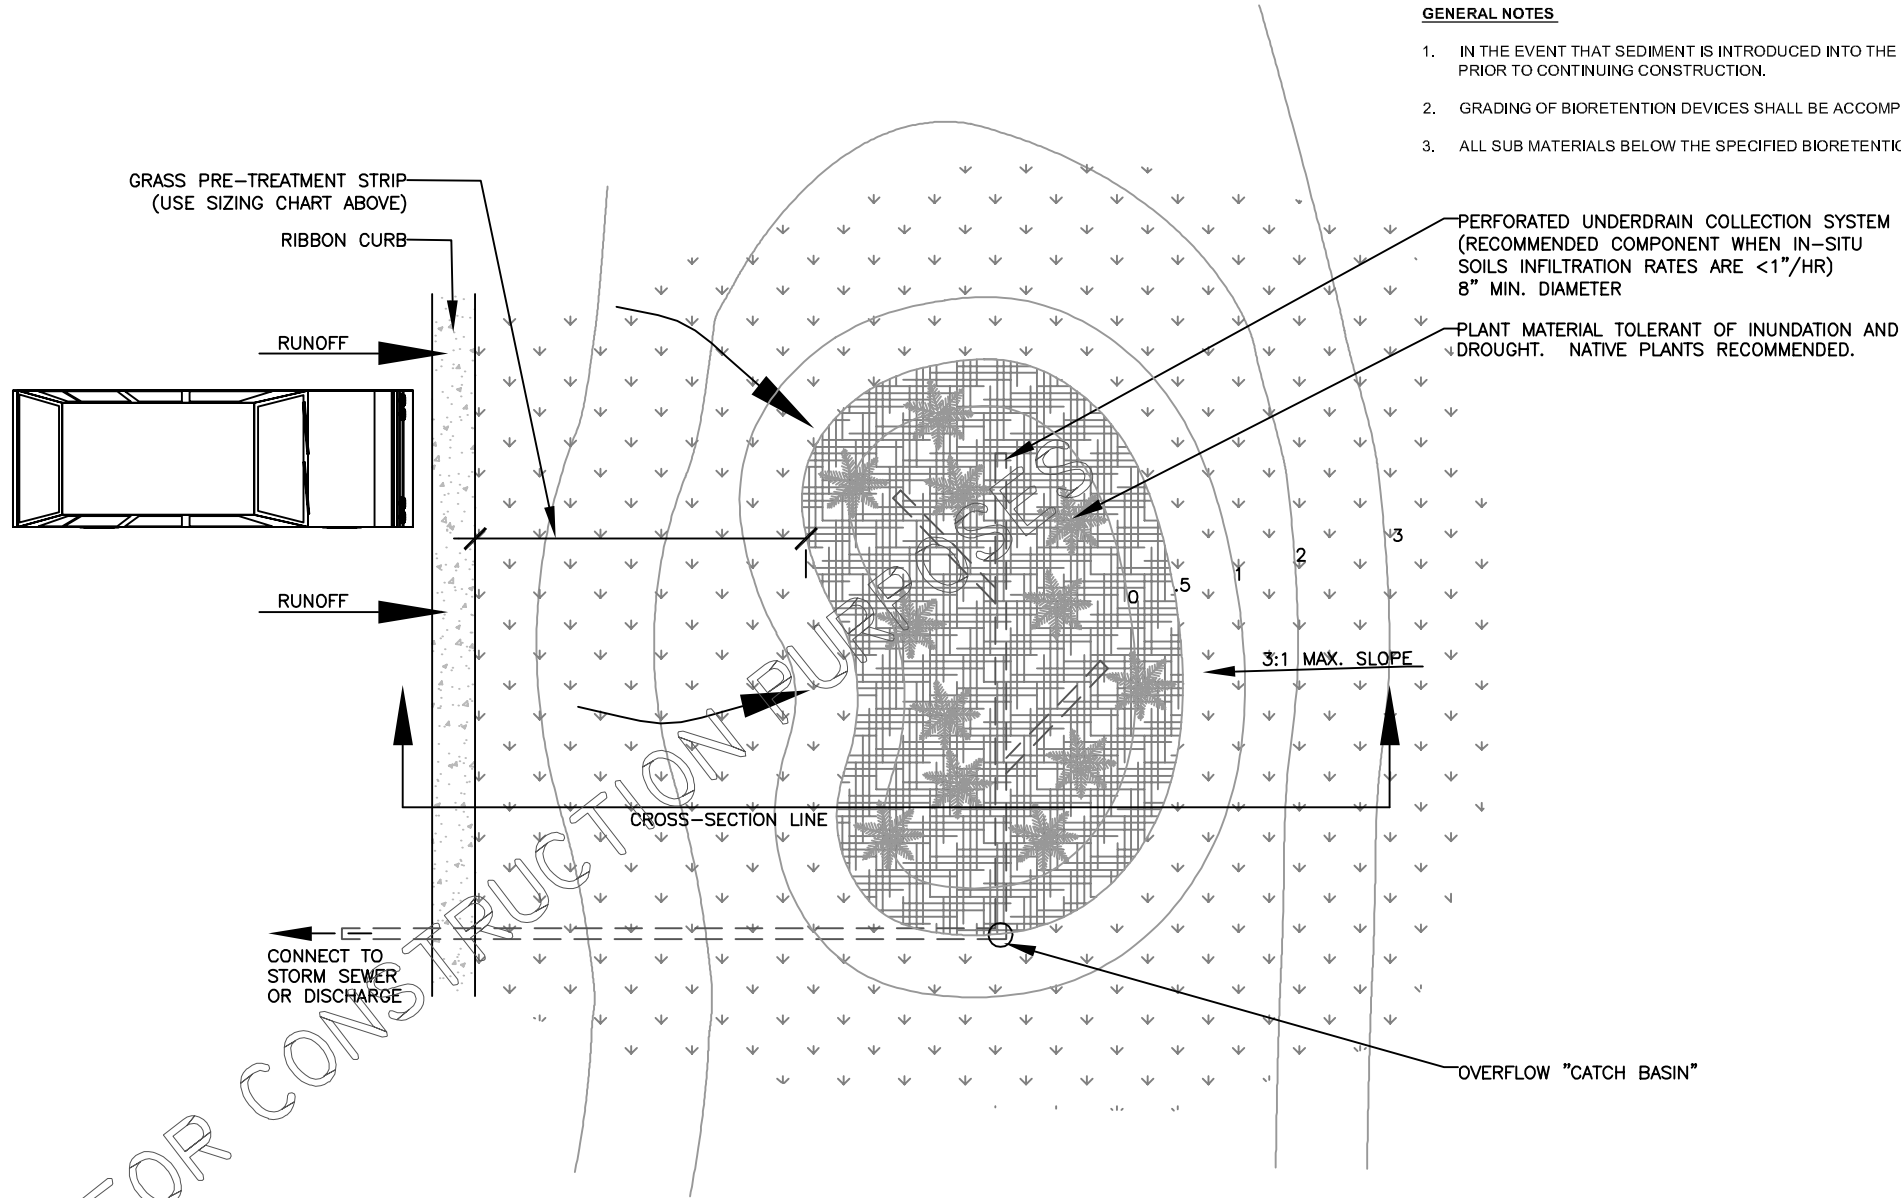 GENERAL NOTES
1. IN THE EVENT THAT SEDIMENT IS INTRODUCED INTO THE
PRIOR TO CONTINUING CONSTRUCTION.
2. GRADING OF BIORETENTION DEVICES SHALL BE ACCOMP
3. ALL SUB MATERIALS BELOW THE SPECIFIED BIORETENTIO
GRASS PRE-TREATMENT STRIP
(USE SIZING CHART ABOVE)
RIBBON CURB
PERFORATED UNDERDRAIN COLLECTION SYSTEM
(RECOMMENDED COMPONENT WHEN IN-SITU
SOILS INFILTRATION RATES ARE <1"/HR)
8" MIN. DIAMETER
PLANT MATERIAL TOLERANT OF INUNDATION AND
DROUGHT. NATIVE PLANTS RECOMMENDED.
RUNOFF
RUNOFF
0
.5
1
2
3
3:1 MAX. SLOPE
CROSS-SECTION LINE
CONNECT TO
STORM SEWER
OR DISCHARGE
OVERFLOW "CATCH BASIN"
FOR CONSTRUCTION PURPOSES